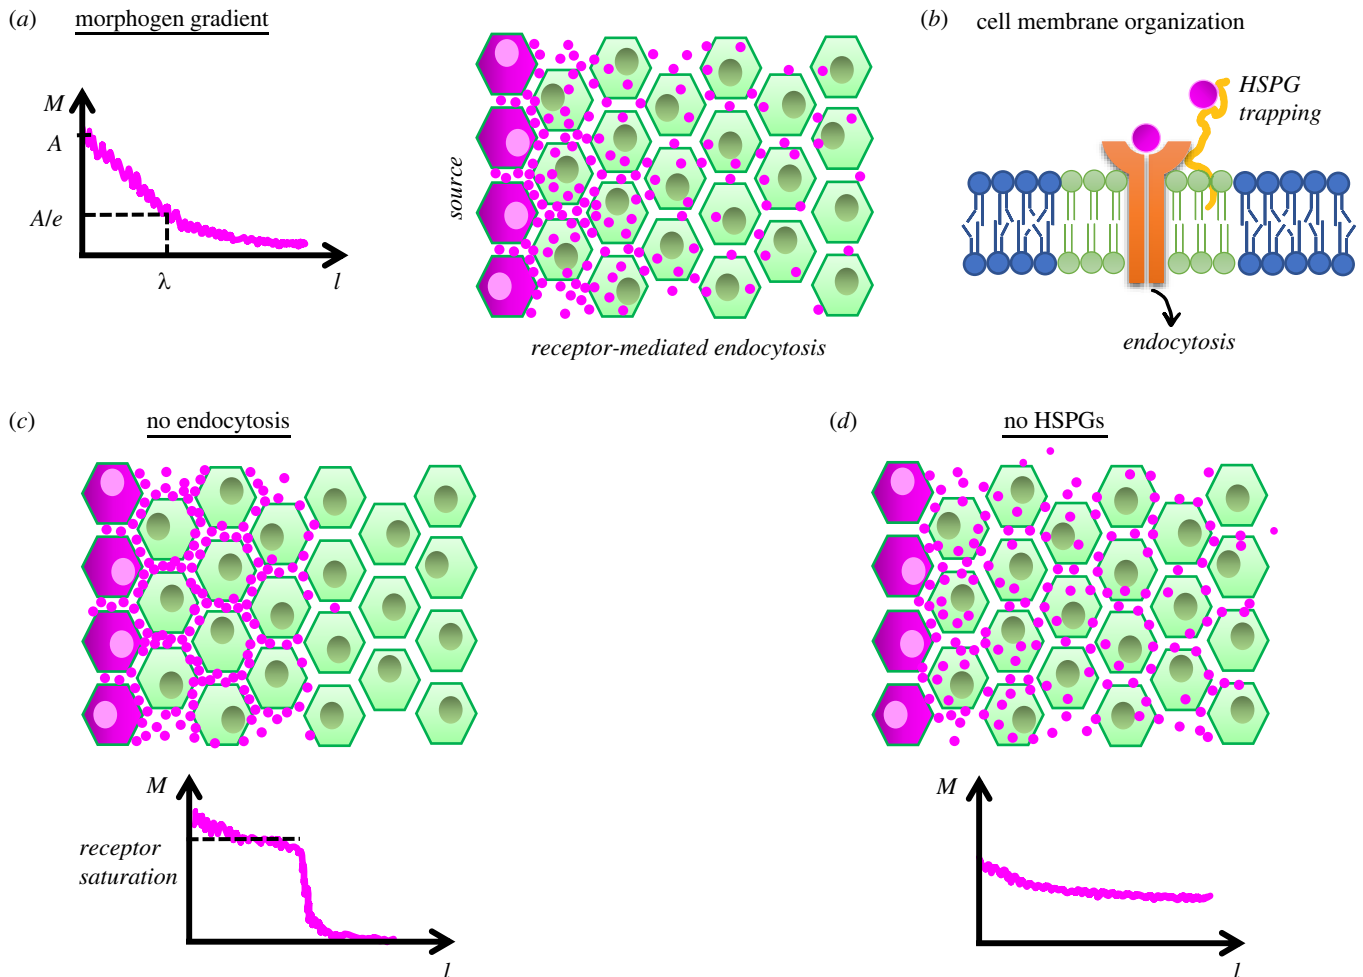 (a) morphogen gradient
M
A
A/e
λ
l
source
receptor-mediated endocytosis
(b) cell membrane organization
HSPG
trapping
endocytosis
(c) no endocytosis
M
receptor
saturation
l
(d) no HSPGs
M
l